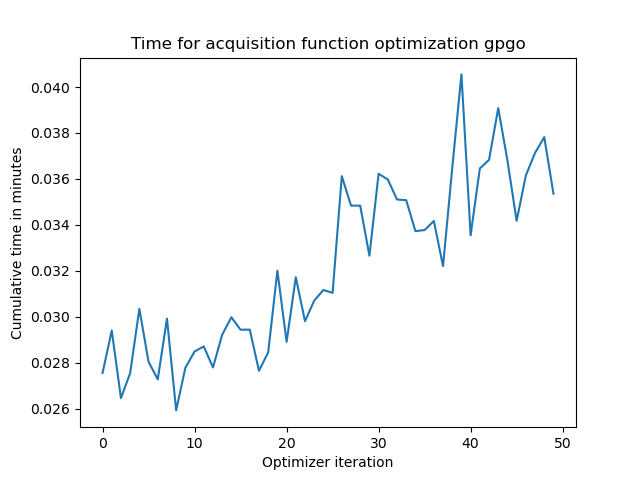 Time for acquisition function optimization gpgo
Cumulative time in minutes
0.040
0.038
0.036
0.034
0.032
0.030
0.028
0.026
0 10 20 30 40 50
Optimizer iteration